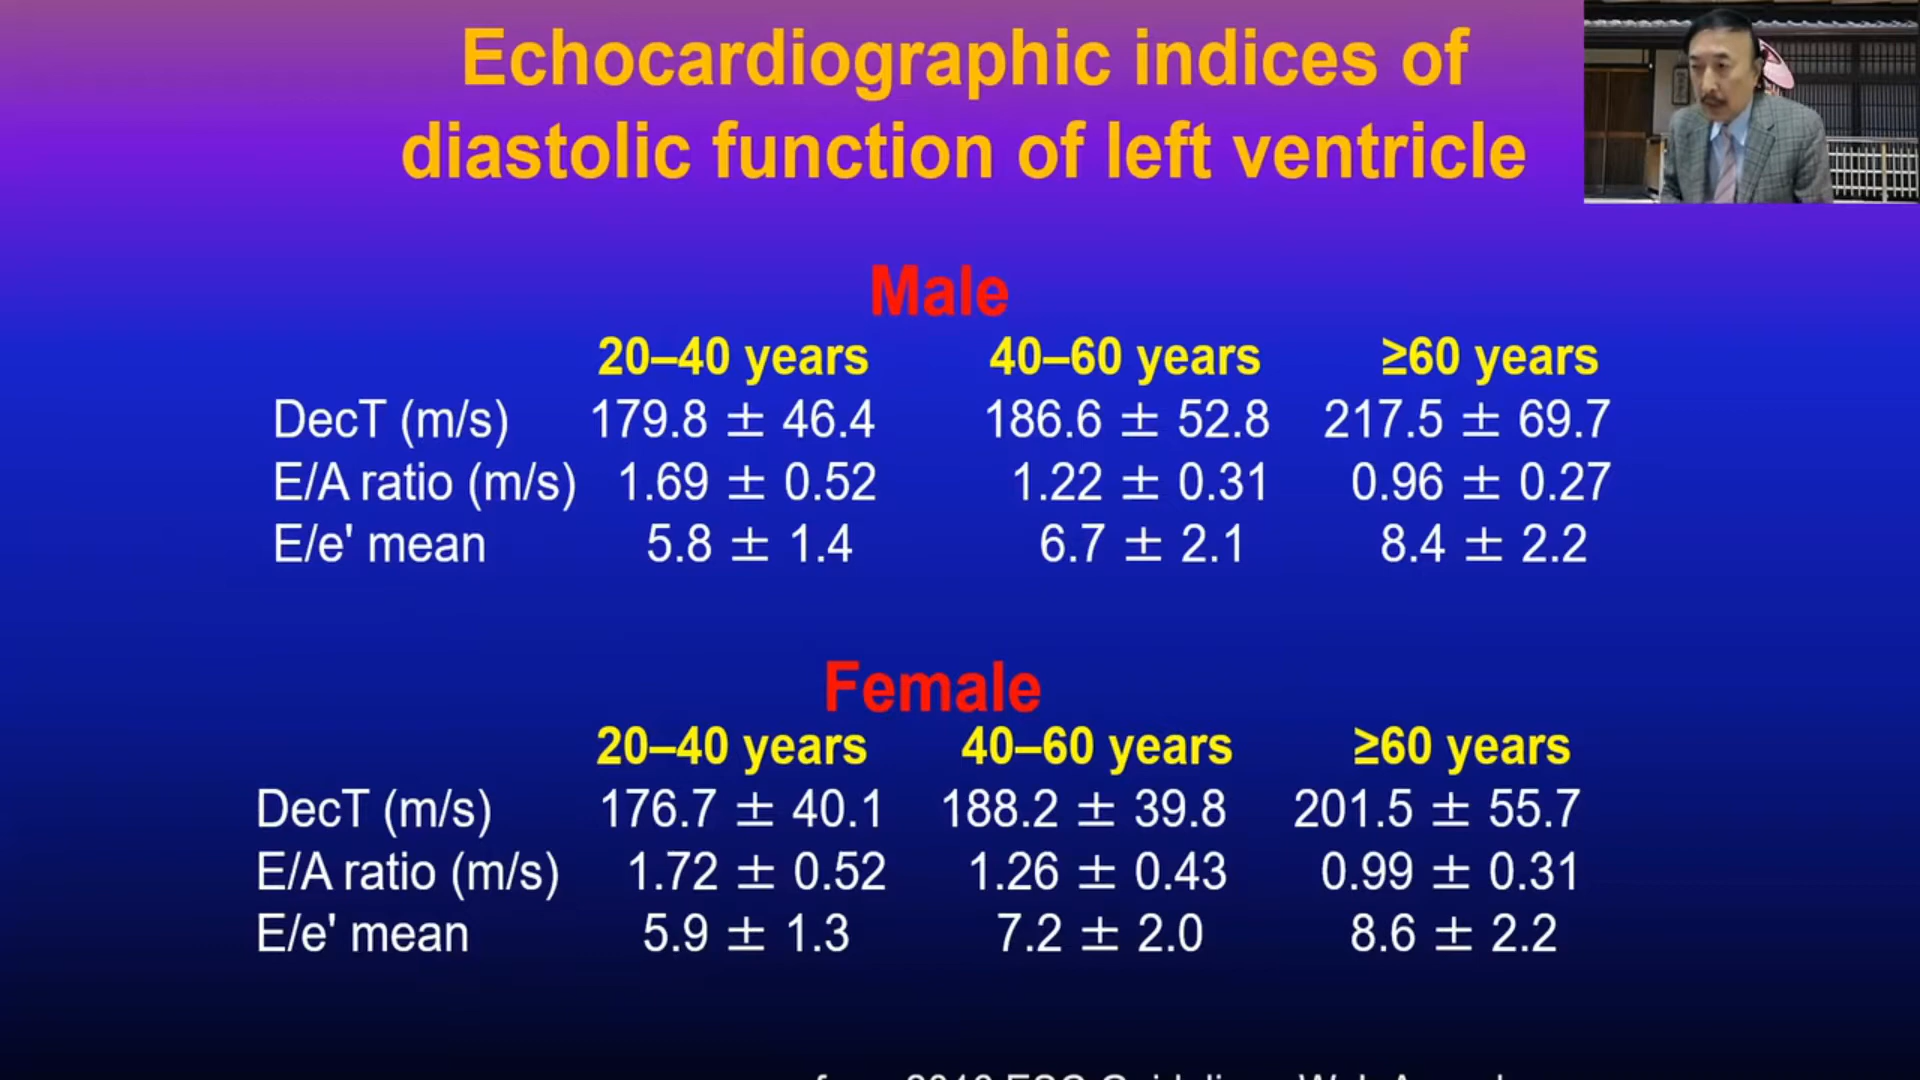 Echocardiographic indices of
diastolic function of left ventricle
Male
20–40 years 40–60 years ≥60 years
DecT (m/s) 179.8 ± 46.4 186.6 ± 52.8 217.5 ± 69.7
E/A ratio (m/s) 1.69 ± 0.52 1.22 ± 0.31 0.96 ± 0.27
E/e' mean 5.8 ± 1.4 6.7 ± 2.1 8.4 ± 2.2
Female
20–40 years 40–60 years ≥60 years
DecT (m/s) 176.7 ± 40.1 188.2 ± 39.8 201.5 ± 55.7
E/A ratio (m/s) 1.72 ± 0.52 1.26 ± 0.43 0.99 ± 0.31
E/e' mean 5.9 ± 1.3 7.2 ± 2.0 8.6 ± 2.2